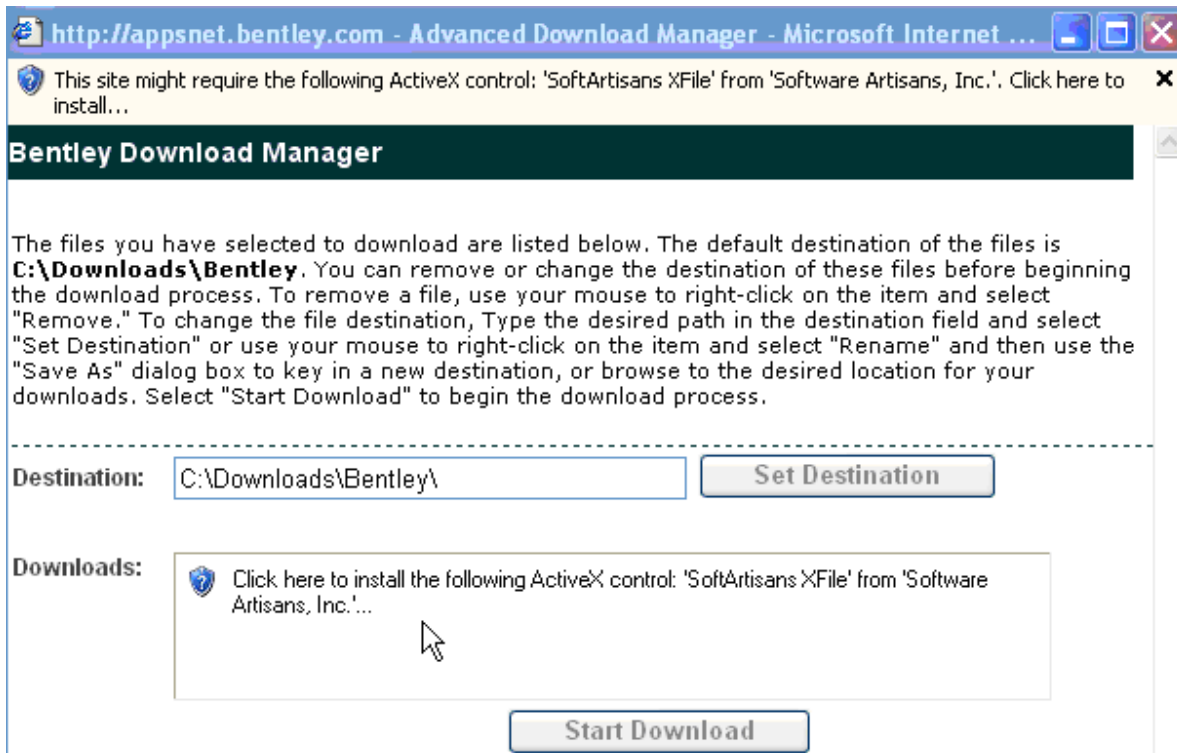 http://appsnet.bentley.com - Advanced Download Manager - Microsoft Internet ...
This site might require the following ActiveX control: 'SoftArtisans XFile' from 'Software Artisans, Inc.'. Click here to
install...
Bentley Download Manager
The files you have selected to download are listed below. The default destination of the files is
C:\Downloads\Bentley. You can remove or change the destination of these files before beginning
the download process. To remove a file, use your mouse to right-click on the item and select
"Remove." To change the file destination, Type the desired path in the destination field and select
"Set Destination" or use your mouse to right-click on the item and select "Rename" and then use the
"Save As" dialog box to key in a new destination, or browse to the desired location for your
downloads. Select "Start Download" to begin the download process.
Destination: C:\Downloads\Bentley\ Set Destination
Downloads: Click here to install the following ActiveX control: 'SoftArtisans XFile' from 'Software
Artisans, Inc.'...
Start Download